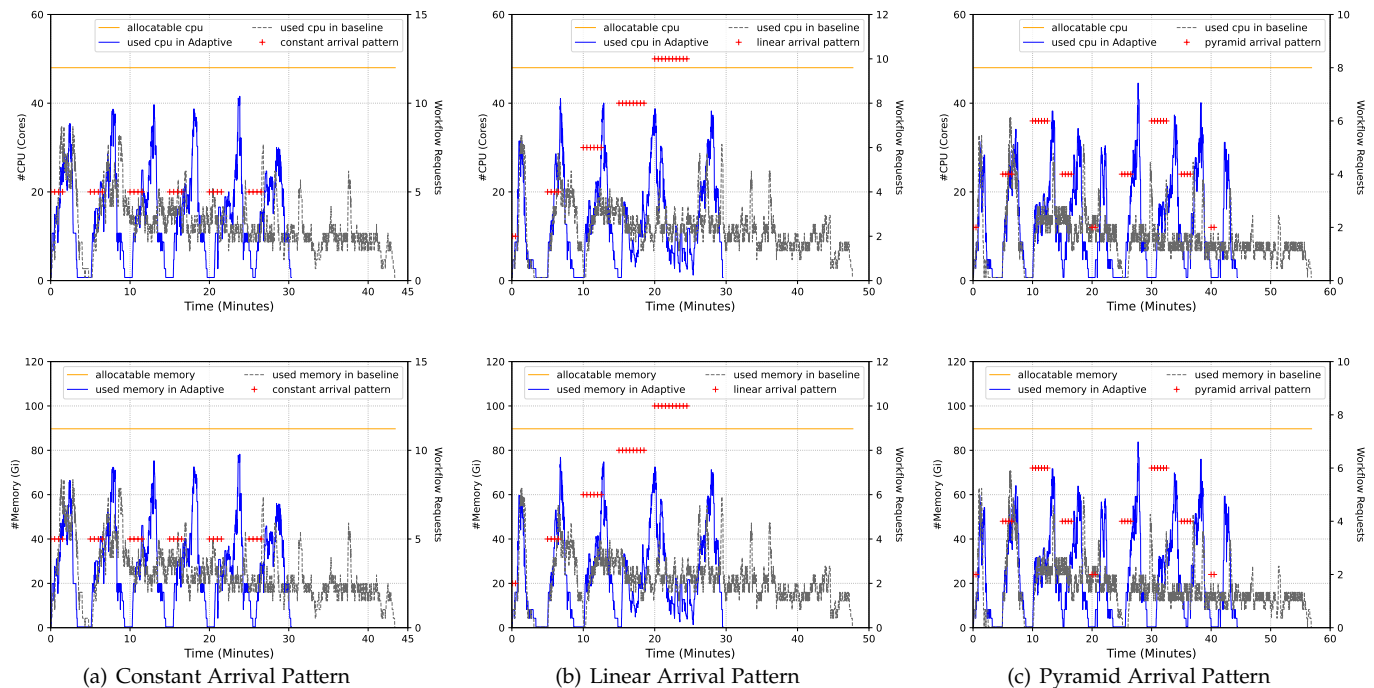 60
40
20
0
#CPU (Cores)
0
10
20
30
40
45
Time (Minutes)
15
10
5
0
Workflow Requests
allocatable cpu
used cpu in Adaptive
used cpu in baseline
constant arrival pattern
60
40
20
0
#CPU (Cores)
0
10
20
30
40
50
Time (Minutes)
12
10
8
6
4
2
0
Workflow Requests
allocatable cpu
used cpu in Adaptive
used cpu in baseline
linear arrival pattern
60
40
20
0
#CPU (Cores)
0
10
20
30
40
50
60
Time (Minutes)
10
8
6
4
2
0
Workflow Requests
allocatable cpu
used cpu in Adaptive
used cpu in baseline
pyramid arrival pattern
120
100
80
60
40
20
0
#Memory (Gi)
0
10
20
30
40
45
Time (Minutes)
15
10
5
0
Workflow Requests
allocatable memory
used memory in Adaptive
used memory in baseline
constant arrival pattern
120
100
80
60
40
20
0
#Memory (Gi)
0
10
20
30
40
50
Time (Minutes)
12
10
8
6
4
2
0
Workflow Requests
allocatable memory
used memory in Adaptive
used memory in baseline
linear arrival pattern
120
100
80
60
40
20
0
#Memory (Gi)
0
10
20
30
40
50
60
Time (Minutes)
10
8
6
4
2
0
Workflow Requests
allocatable memory
used memory in Adaptive
used memory in baseline
pyramid arrival pattern
(a) Constant Arrival Pattern
(b) Linear Arrival Pattern
(c) Pyramid Arrival Pattern